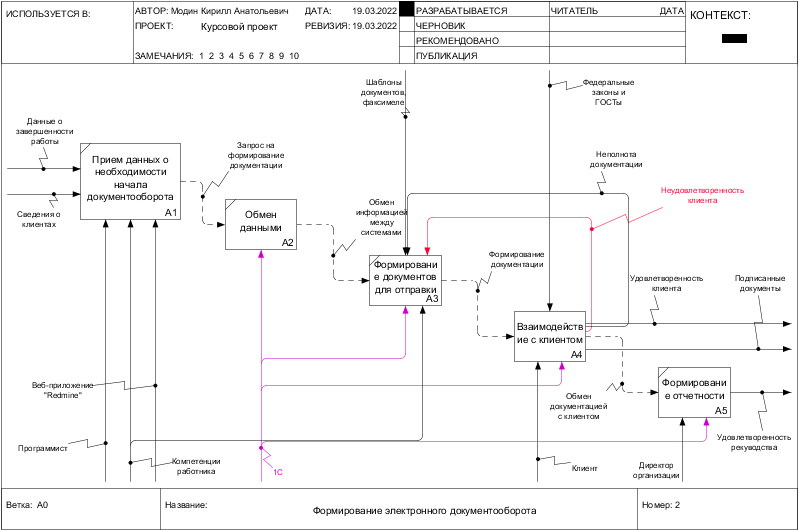 ИСПОЛЬЗУЕТСЯ В:
АВТОР: Модин Кирилл Анатольевич
ДАТА: 19.03.2022
ПРОЕКТ: Курсовой проект
РЕВИЗИЯ: 19.03.2022
ЗАМЕЧАНИЯ: 1 2 3 4 5 6 7 8 9 10
РАЗРАБАТЫВАЕТСЯ
ЧЕРНОВИК
РЕКОМЕНДОВАНО
ПУБЛИКАЦИЯ
ЧИТАТЕЛЬ
ДАТА
КОНТЕКСТ:
Шаблоны
документов,
факсимеле
Федеральные
законы и
ГОСТы
Данные о
завершенности
работы
Сведения о
клиентах
Прием данных о
необходимости
начала
документооборота
A1
Запрос на
формирование
документации
Обмен
данными
A2
Обмен
информацией
между
системами
Неполнота
документации
Неудовлетворенность
клиента
Формировани
е документов
для отправки
A3
Формирование
документации
Удовлетворенность
клиента
Подписанные
документы
Взаимодейств
ие с клиентом
A4
Обмен
документацией
с клиентом
Формировани
е отчетности
A5
Удовлетворенность
рекуводства
Веб-приложение
"Redmine"
Программист
Компетенции
работника
1С
Клиент
Директор
организации
Ветка: A0
Название:
Формирование электронного документооборота
Номер: 2